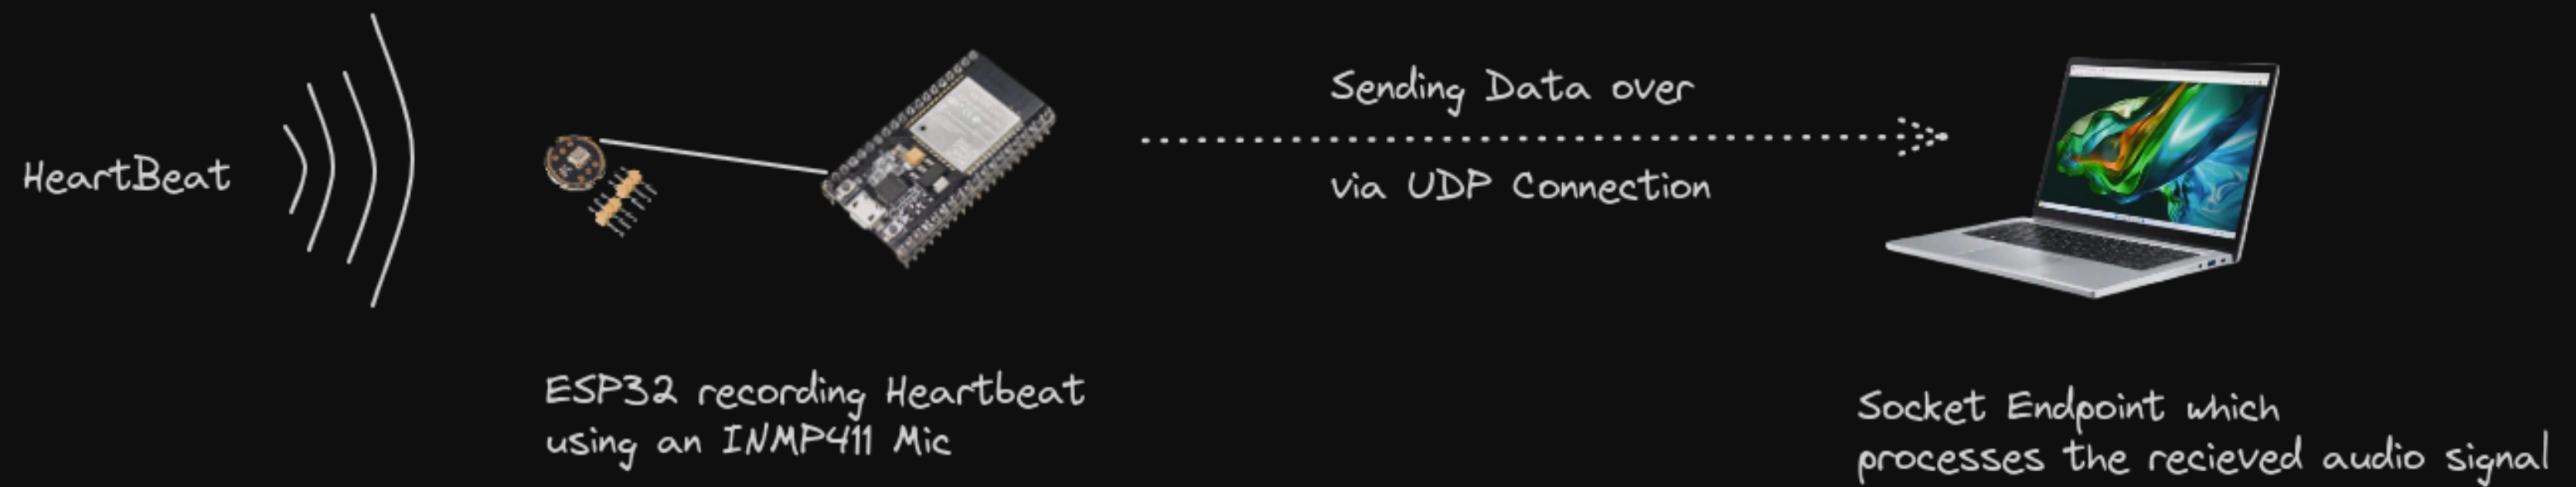 HeartBeat
Sending Data over
via UDP Connection
ESP32 recording Heartbeat
using an INMP411 Mic
Socket Endpoint which
processes the recieved audio signal